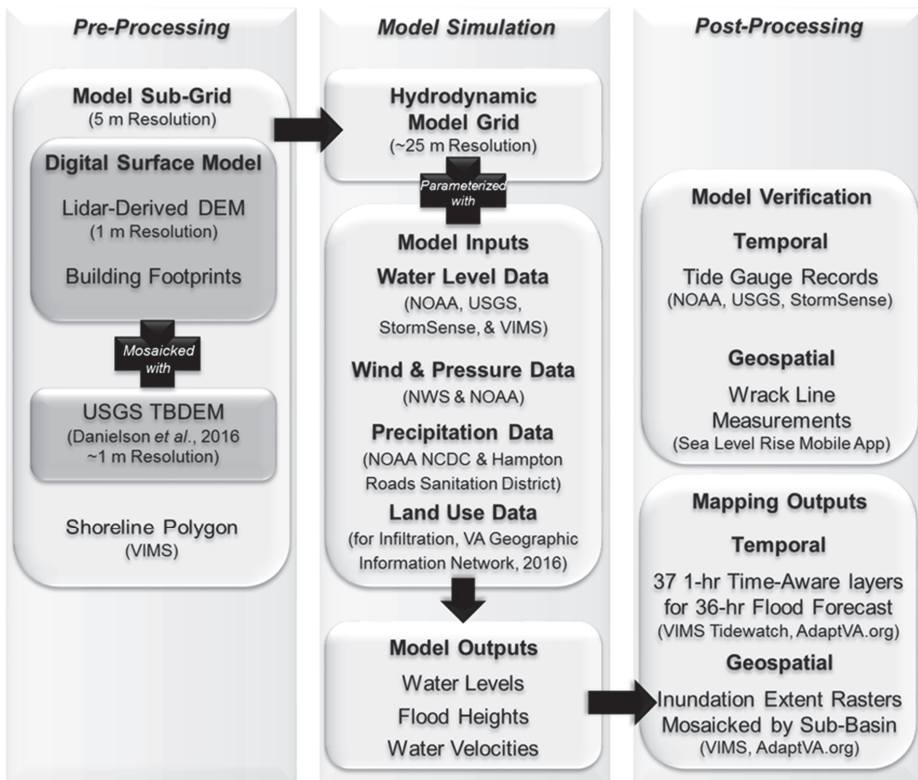 Pre-Processing
Model Sub-Grid
(5 m Resolution)
Digital Surface Model
Lidar-Derived DEM
(1 m Resolution)
Building Footprints
Mosaicked
with
USGS TBDEM
(Danielson et al., 2016
~1 m Resolution)
Shoreline Polygon
(VIMS)
Model Simulation
Hydrodynamic
Model Grid
(~25 m Resolution)
Parameterized
with
Model Inputs
Water Level Data
(NOAA, USGS,
StormSense, & VIMS)
Wind & Pressure Data
(NWS & NOAA)
Precipitation Data
(NOAA NCDC & Hampton
Roads Sanitation District)
Land Use Data
(for Infiltration, VA Geographic
Information Network, 2016)
Model Outputs
Water Levels
Flood Heights
Water Velocities
Post-Processing
Model Verification
Temporal
Tide Gauge Records
(NOAA, USGS, StormSense)
Geospatial
Wrack Line
Measurements
(Sea Level Rise Mobile App)
Mapping Outputs
Temporal
37 1-hr Time-Aware layers
for 36-hr Flood Forecast
(VIMS Tidewatch, AdaptVA.org)
Geospatial
Inundation Extent Rasters
Mosaicked by Sub-Basin
(VIMS, AdaptVA.org)